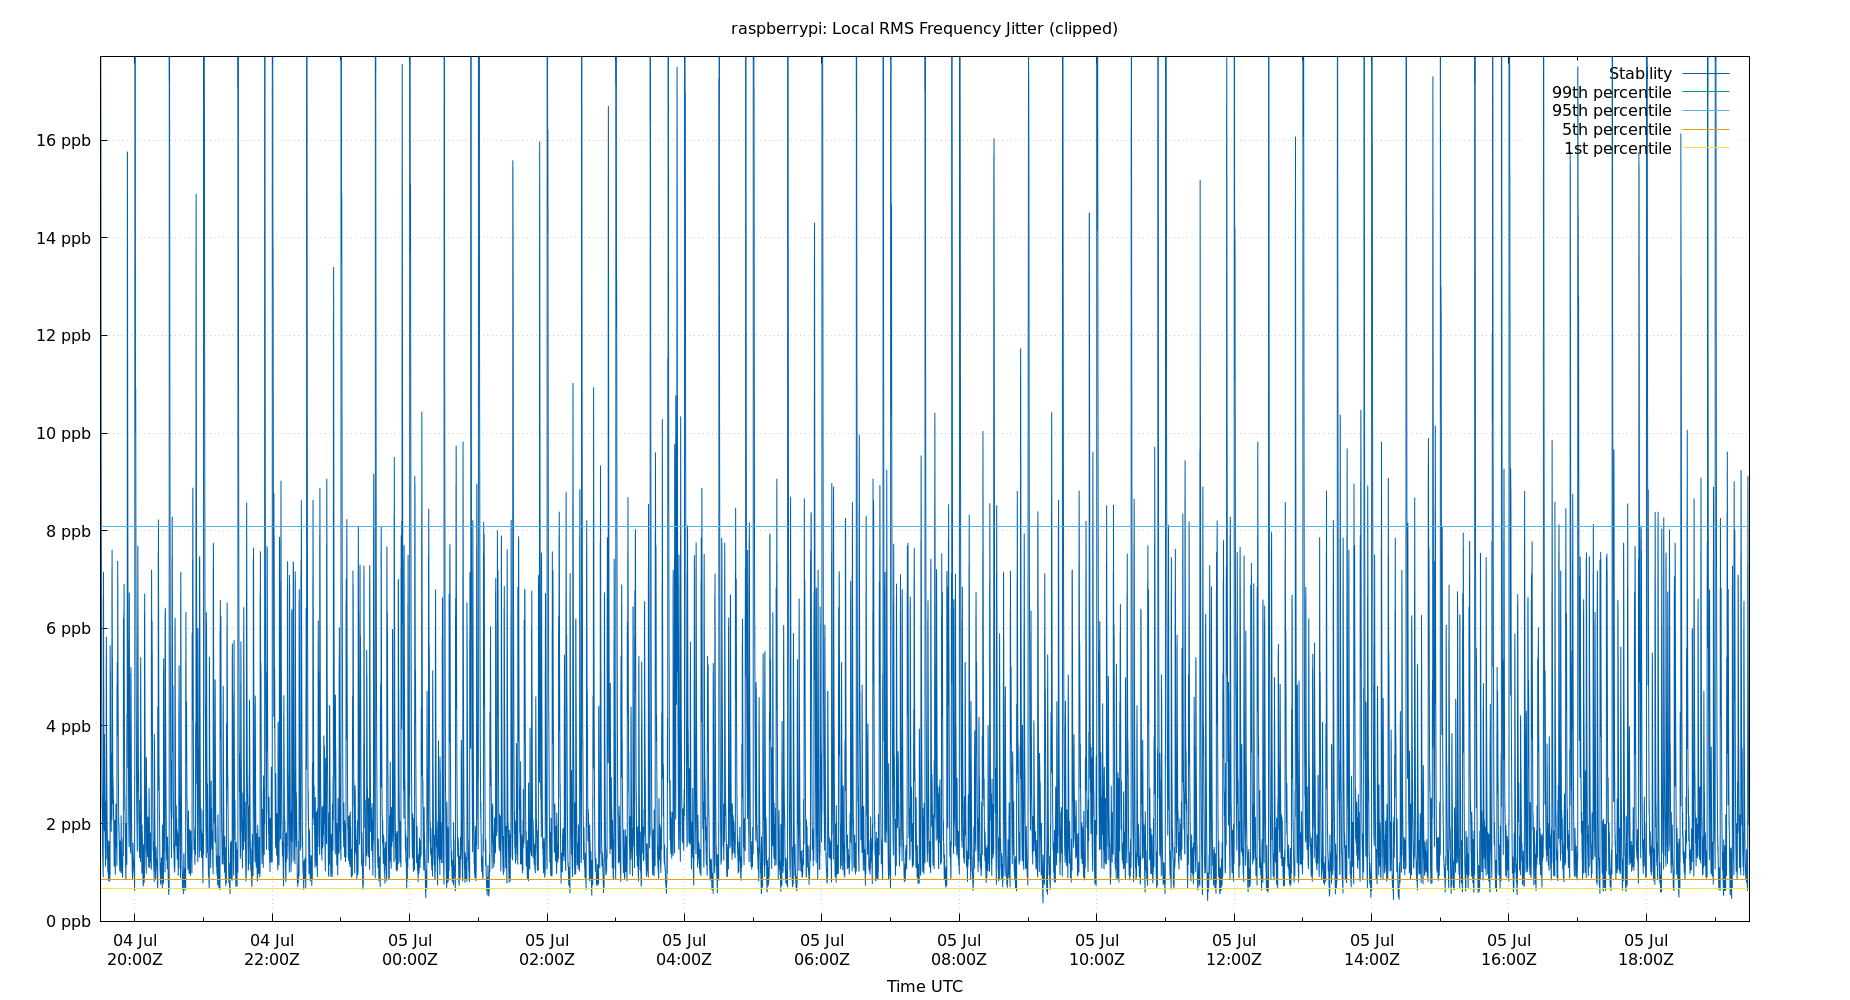 raspberrypi: Local RMS Frequency Jitter (clipped)
Stability
99th percentile
95th percentile
5th percentile
1st percentile
16 ppb
14 ppb
12 ppb
10 ppb
8 ppb
6 ppb
4 ppb
2 ppb
0 ppb
04 Jul 04 Jul 05 Jul 05 Jul 05 Jul 05 Jul 05 Jul 05 Jul 05 Jul 05 Jul 05 Jul 05 Jul
20:00Z 22:00Z 00:00Z 02:00Z 04:00Z 06:00Z 08:00Z 10:00Z 12:00Z 14:00Z 16:00Z 18:00Z
Time UTC